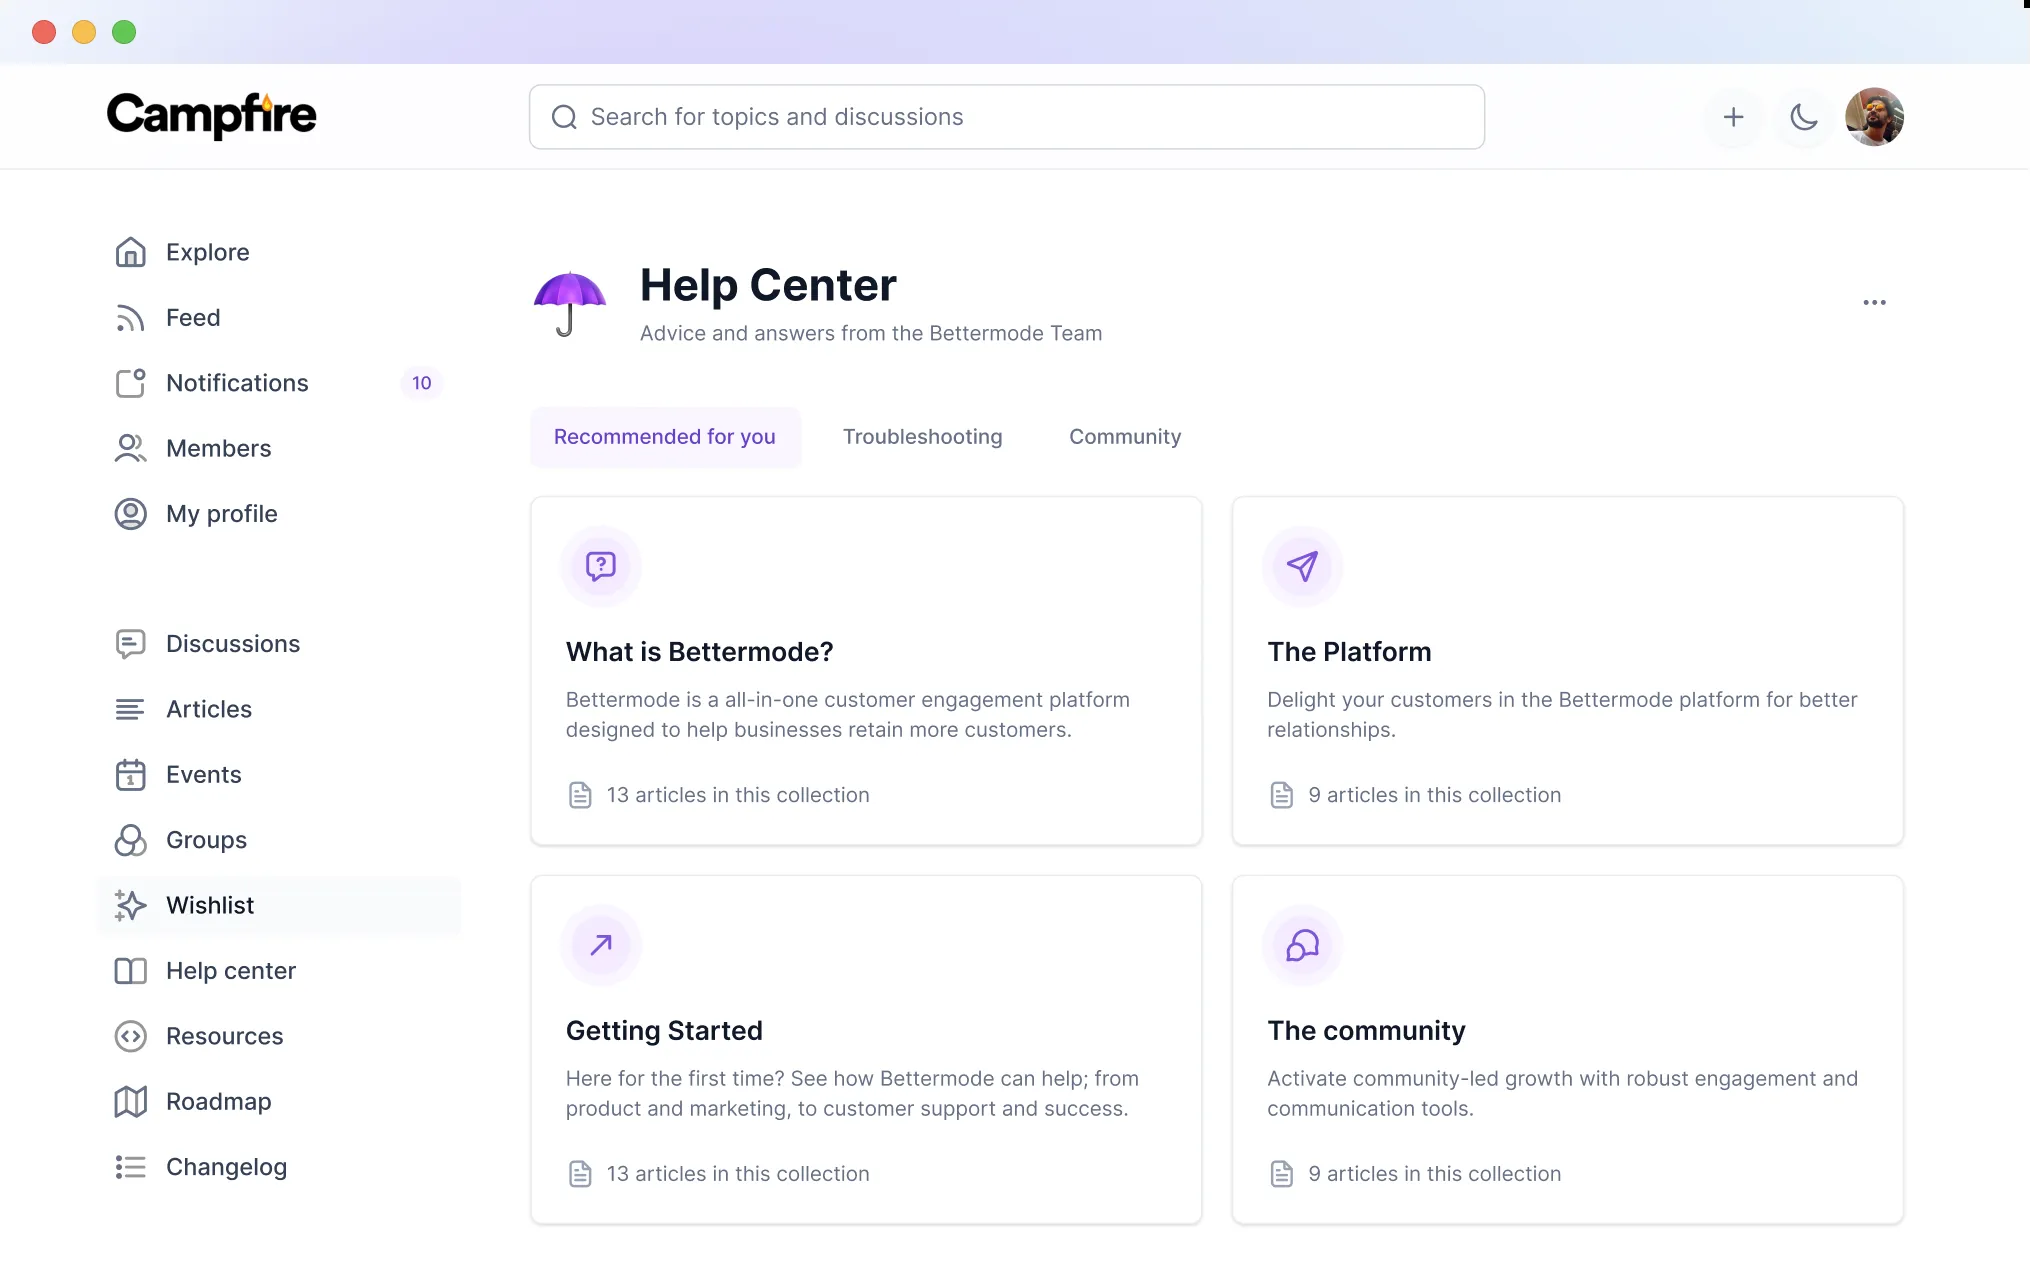 Campfire
Search for topics and discussions
Explore
Feed
Notifications
10
Members
My profile
Discussions
Articles
Events
1
Groups
Wishlist
Help center
Resources
Roadmap
Changelog
Help Center
Advice and answers from the Bettermode Team
Recommended for you
Troubleshooting
Community
What is Bettermode?
Bettermode is a all-in-one customer engagement platform
designed to help businesses retain more customers.
13 articles in this collection
The Platform
Delight your customers in the Bettermode platform for better
relationships.
9 articles in this collection
Getting Started
Here for the first time? See how Bettermode can help; from
product and marketing, to customer support and success.
13 articles in this collection
The community
Activate community-led growth with robust engagement and
communication tools.
9 articles in this collection